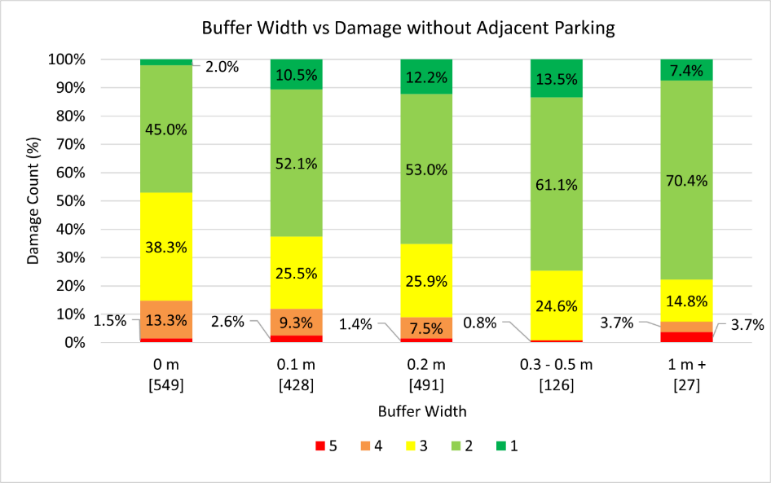 Buffer Width vs Damage without Adjacent Parking
Damage Count (%)
100%
90%
80%
70%
60%
50%
40%
30%
20%
10%
0%
2.0% 10.5% 12.2% 13.5% 7.4%
45.0% 52.1% 53.0% 61.1% 70.4%
38.3% 25.5% 25.9% 24.6% 14.8%
13.3% 9.3% 7.5% 3.7%
1.5% 2.6% 1.4% 0.8% 3.7%
0 m 0.1 m 0.2 m 0.3 - 0.5 m 1 m +
[549] [428] [491] [126] [27]
Buffer Width
5 4 3 2 1